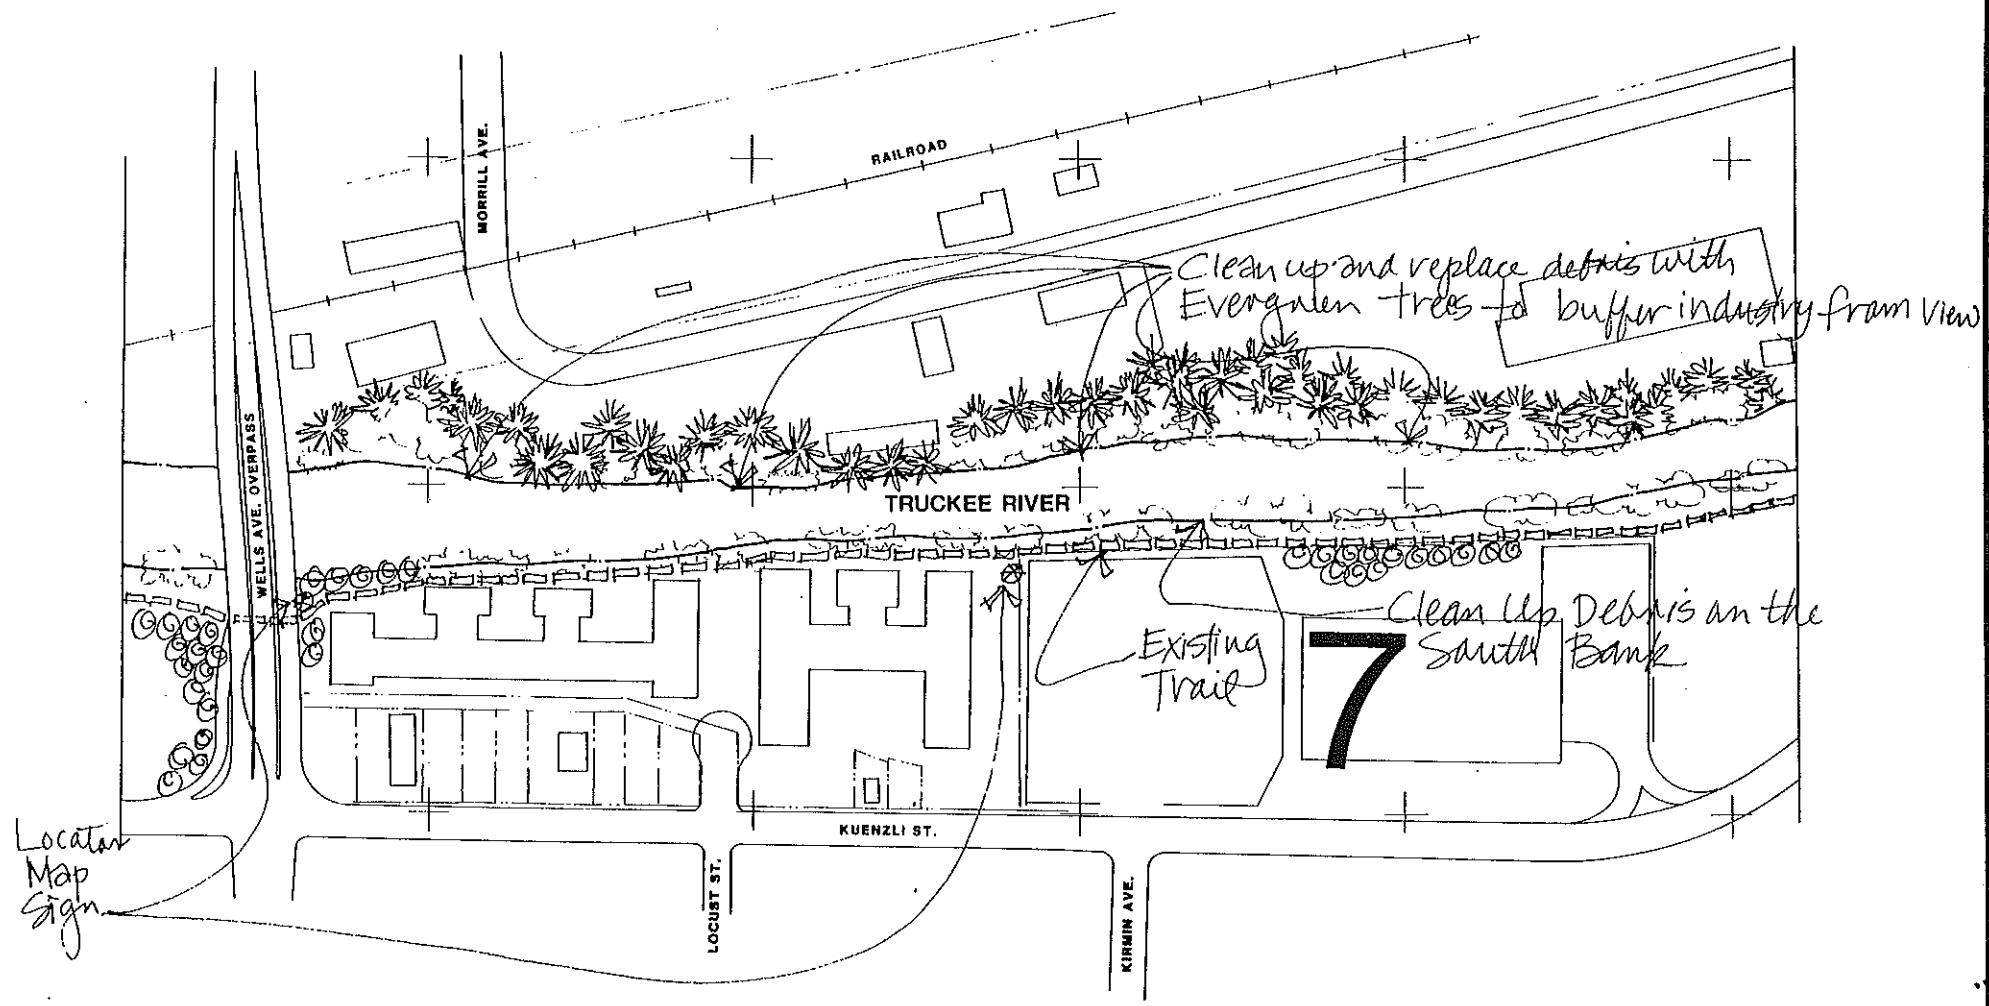 MORRILL AVE.
RAILROAD
Clean up and replace debris with
Evergreen trees to buffer industry from view
WELLS AVE. OVERPASS
TRUCKEE RIVER
Clean Up Debris on the
South Bank
Existing
Trail
7
Locator
Map
Sign
KUENZLI ST.
LOCUST ST.
KIRMIN AVE.